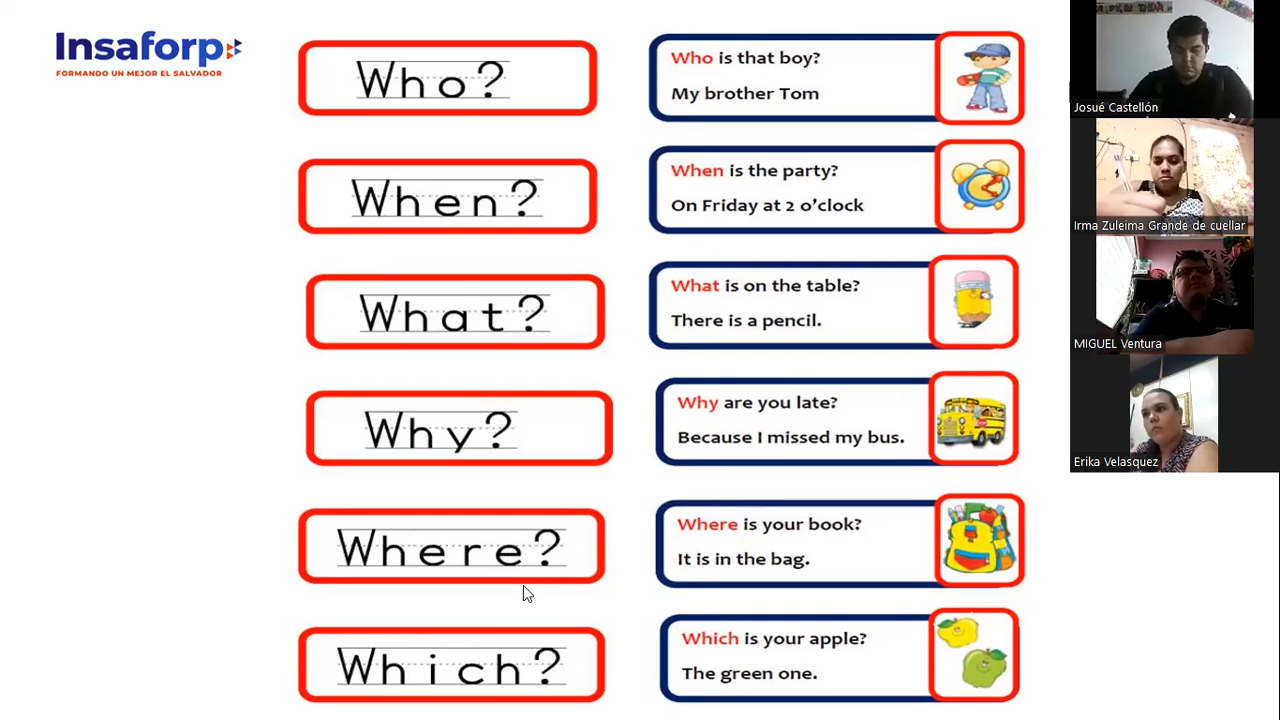 Insaforp
FORMANDO UN MEJOR EL SALVADOR
Who?
Who is that boy?
My brother Tom
When?
When is the party?
On Friday at 2 o'clock
What?
What is on the table?
There is a pencil.
Why?
Why are you late?
Because I missed my bus.
Where?
Where is your book?
It is in the bag.
Which?
Which is your apple?
The green one.
Josué Castellón
Irma Zuleima Grande de cuellar
MIGUEL Ventura
Erika Velasquez